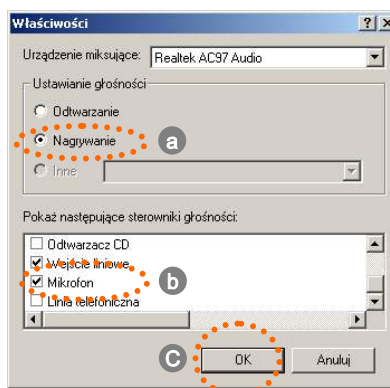 Właściwości
Urządzenie miksujące: Realtek AC97 Audio
Ustawianie głośności
Odtwarzanie
Nagrywanie a
Inne
Pokaż następujące sterowniki głośności:
Odtwarzacz CD
Wejście liniowe
Mikrofon b
Linia telefoniczna
C OK Anuluj